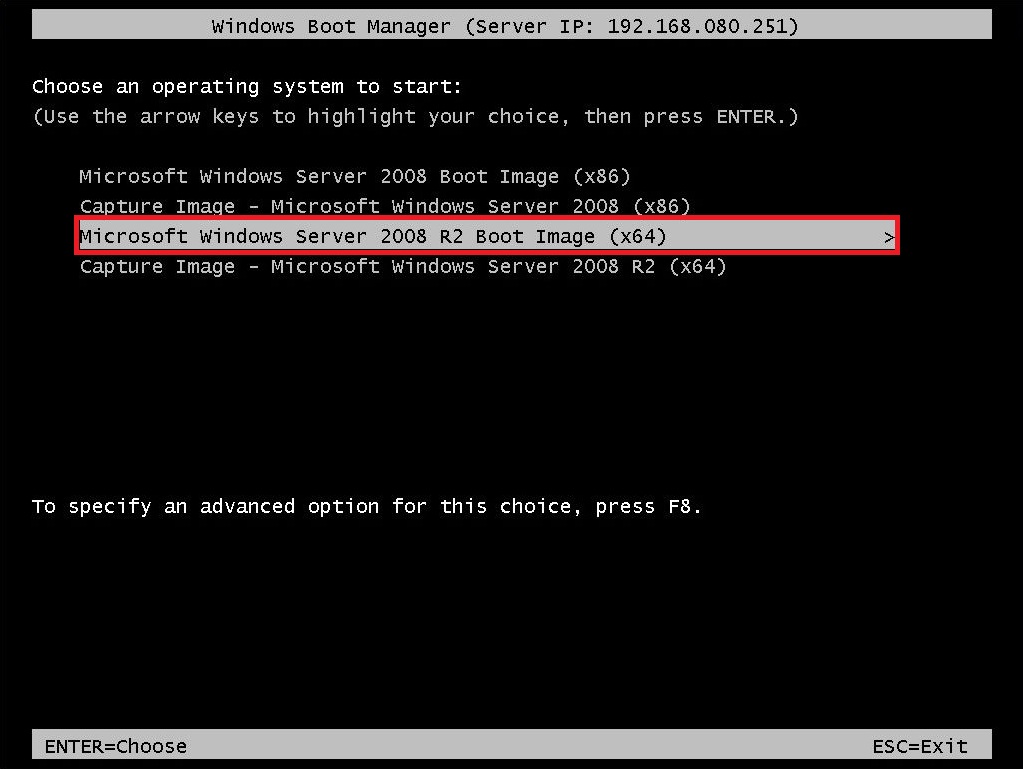 Windows Boot Manager (Server IP: 192.168.080.251)
Choose an operating system to start:
(Use the arrow keys to highlight your choice, then press ENTER.)
Microsoft Windows Server 2008 Boot Image (x86)
Capture Image - Microsoft Windows Server 2008 (x86)
Microsoft Windows Server 2008 R2 Boot Image (x64) >
Capture Image - Microsoft Windows Server 2008 R2 (x64)
To specify an advanced option for this choice, press F8.
ENTER=Choose ESC=Exit